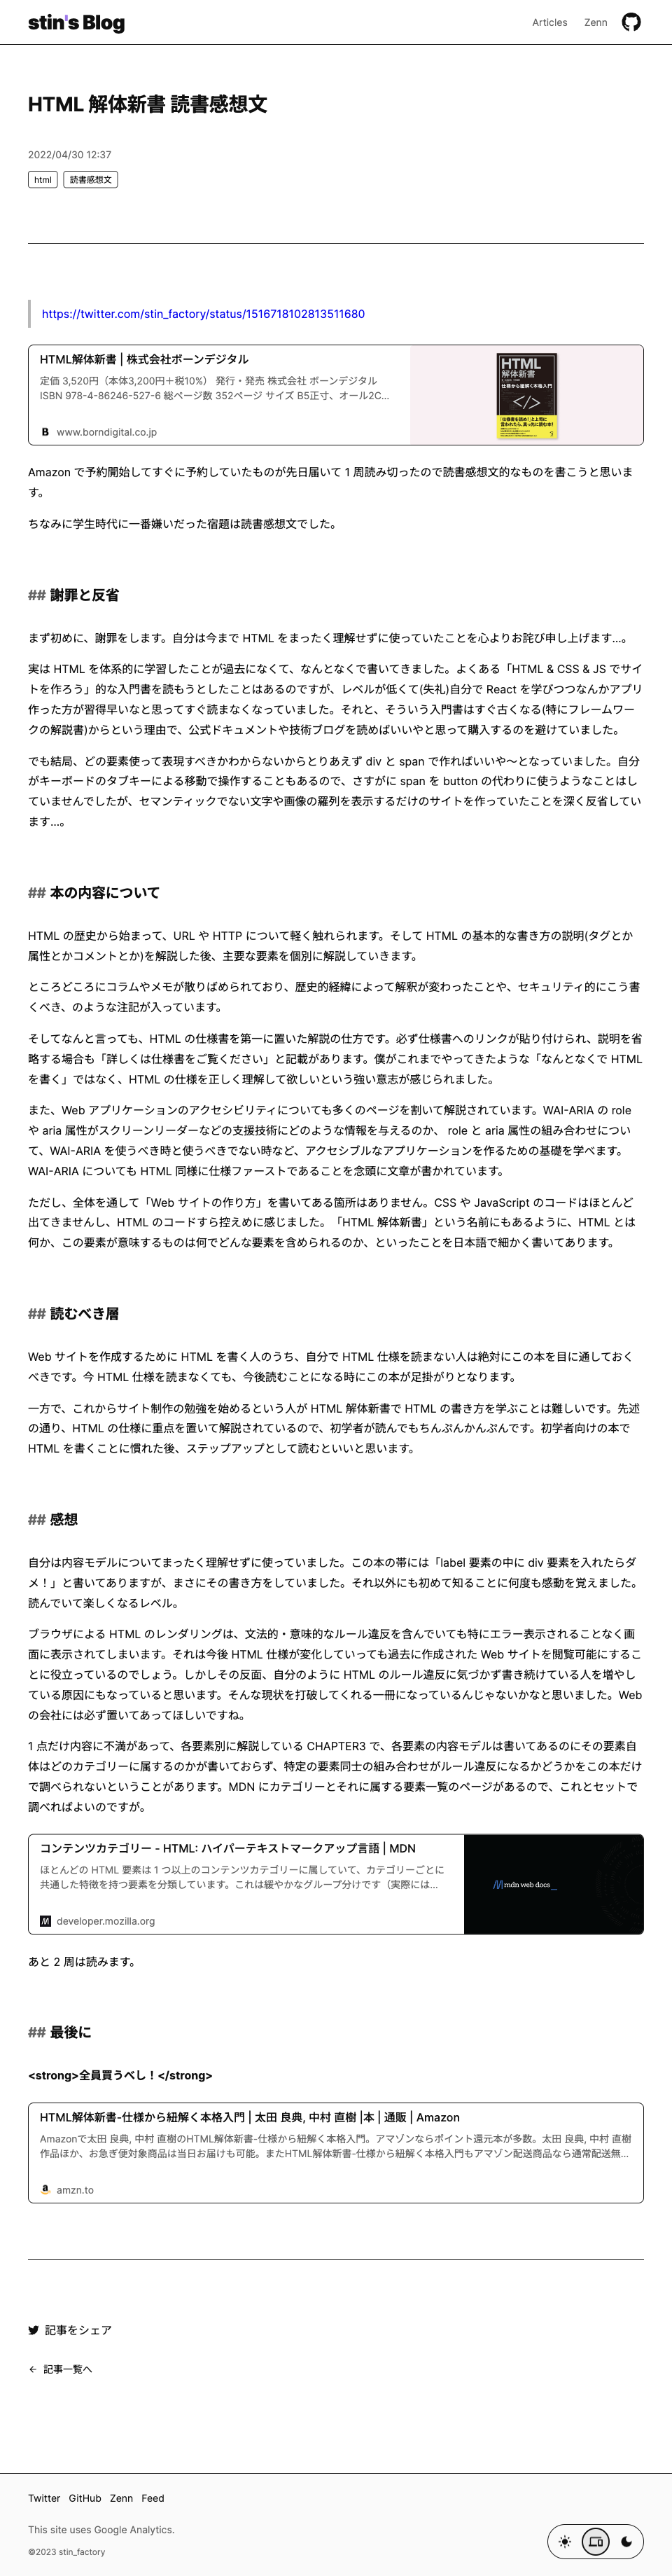 stin's Blog
Articles Zenn
HTML 解体新書 読書感想文
2022/04/30 12:37
html 読書感想文
https://twitter.com/stin_factory/status/1516718102813511680
HTML解体新書 | 株式会社ボーンデジタル
定価 3,520円（本体3,200円＋税10%） 発行・発売 株式会社 ボーンデジタル
ISBN 978-4-86246-527-6 総ページ数 352ページ サイズ B5正寸、オール2C...
www.borndigital.co.jp
HTML
解体新書
仕様から紐解く本格入門
Amazon で予約開始してすぐに予約していたものが先日届いて 1 周読み切ったので読書感想文的なものを書こうと思いま
す。
ちなみに学生時代に一番嫌いだった宿題は読書感想文でした。
## 謝罪と反省
まず初めに、謝罪をします。自分は今まで HTML をまったく理解せずに使っていたことを心よりお詫び申し上げます...。
実は HTML を体系的に学習したことが過去になくて、なんとなくで書いてきました。よくある「HTML & CSS & JS でサイ
トを作ろう」的な入門書を読もうとしたことはあるのですが、レベルが低くて(失礼)自分で React を学びつつなんかアプリ
作った方が習得早いなと思ってすぐ読まなくなっていました。それと、そういう入門書はすぐ古くなる(特にフレームワー
クの解説書)からという理由で、公式ドキュメントや技術ブログを読めばいいやと思って購入するのを避けていました。
でも結局、どの要素使って表現すべきかわからないからとりあえず div と span で作ればいいや〜となっていました。自分
がキーボードのタブキーによる移動で操作することもあるので、さすがに span を button の代わりに使うようなことはし
ていませんでしたが、セマンティックでない文字や画像の羅列を表示するだけのサイトを作っていたことを深く反省してい
ます...。
## 本の内容について
HTML の歴史から始まって、URL や HTTP について軽く触れられます。そして HTML の基本的な書き方の説明(タグとか
属性とかコメントとか)を解説した後、主要な要素を個別に解説していきます。
ところどころにコラムやメモが散りばめられており、歴史的経緯によって解釈が変わったことや、セキュリティ的にこう書
くべき、のような注記が入っています。
そしてなんと言っても、HTML の仕様書を第一に置いた解説の仕方です。必ず仕様書へのリンクが貼り付けられ、説明を省
略する場合も「詳しくは仕様書をご覧ください」と記載があります。僕がこれまでやってきたような「なんとなくで HTML
を書く」ではなく、HTML の仕様を正しく理解して欲しいという強い意志が感じられました。
また、Web アプリケーションのアクセシビリティについても多くのページを割いて解説されています。WAI-ARIA の role
や aria 属性がスクリーンリーダーなどの支援技術にどのような情報を与えるのか、 role と aria 属性の組み合わせについ
て、WAI-ARIA を使うべき時と使うべきでない時など、アクセシブルなアプリケーションを作るための基礎を学べます。
WAI-ARIA についても HTML 同様に仕様ファーストであることを念頭に文章が書かれています。
ただし、全体を通して「Web サイトの作り方」を書いてある箇所はありません。CSS や JavaScript のコードはほとんど
出てきませんし、HTML のコードすら控えめに感じました。「HTML 解体新書」という名前にもあるように、HTML とは
何か、この要素が意味するものは何でどんな要素を含められるのか、といったことを日本語で細かく書いてあります。
## 読むべき層
Web サイトを作成するために HTML を書く人のうち、自分で HTML 仕様を読まない人は絶対にこの本を目に通しておく
べきです。今 HTML 仕様を読まなくても、今後読むことになる時にこの本が足掛がりとなります。
一方で、これからサイト制作の勉強を始めるという人が HTML 解体新書で HTML の書き方を学ぶことは難しいです。先述
の通り、HTML の仕様に重点を置いて解説されているので、初学者が読んでもちんぷんかんぷんです。初学者向けの本で
HTML を書くことに慣れた後、ステップアップとして読むといいと思います。
## 感想
自分は内容モデルについてまったく理解せずに使っていました。この本の帯には「label 要素の中に div 要素を入れたらダ
メ！」と書いてありますが、まさにその書き方をしていました。それ以外にも初めて知ることに何度も感動を覚えました。
読んでいて楽しくなるレベル。
ブラウザによる HTML のレンダリングは、文法的・意味的なルール違反を含んでいても特にエラー表示されることなく画
面に表示されてしまいます。それは今後 HTML 仕様が変化していっても過去に作成された Web サイトを閲覧可能にするこ
とに役立っているのでしょう。しかしその反面、自分のように HTML のルール違反に気づかず書き続けている人を増やし
ている原因にもなっていると思います。そんな現状を打破してくれる一冊になっているんじゃないかなと思いました。Web
の会社には必ず置いてあってほしいですね。
1 点だけ内容に不満があって、各要素別に解説している CHAPTER3 で、各要素の内容モデルは書いてあるのにその要素自
体はどのカテゴリーに属するのかが書いておらず、特定の要素同士の組み合わせがルール違反になるかどうかをこの本だけ
で調べられないということがあります。MDN にカテゴリーとそれに属する要素一覧のページがあるので、これとセットで
調べればよいのですが。
コンテンツカテゴリー - HTML: ハイパーテキストマークアップ言語 | MDN
ほとんどの HTML 要素は 1 つ以上のコンテンツカテゴリーに属していて、カテゴリーごとに
共通した特徴を持つ要素を分類しています。これは緩やかなグループ分けです（実際には...
developer.mozilla.org
mdn web docs _
あと 2 周は読みます。
## 最後に
<strong>全員買うべし！</strong>
HTML解体新書-仕様から紐解く本格入門 | 太田 良典, 中村 直樹 |本 | 通販 | Amazon
Amazonで太田 良典, 中村 直樹のHTML解体新書-仕様から紐解く本格入門。アマゾンならポイント還元本が多数。太田 良典, 中村 直樹
作品ほか、お急ぎ便対象商品は当日お届けも可能。またHTML解体新書-仕様から紐解く本格入門もアマゾン配送商品なら通常配送無...
amzn.to
記事をシェア
← 記事一覧へ
Twitter GitHub Zenn Feed
This site uses Google Analytics.
©2023 stin_factory